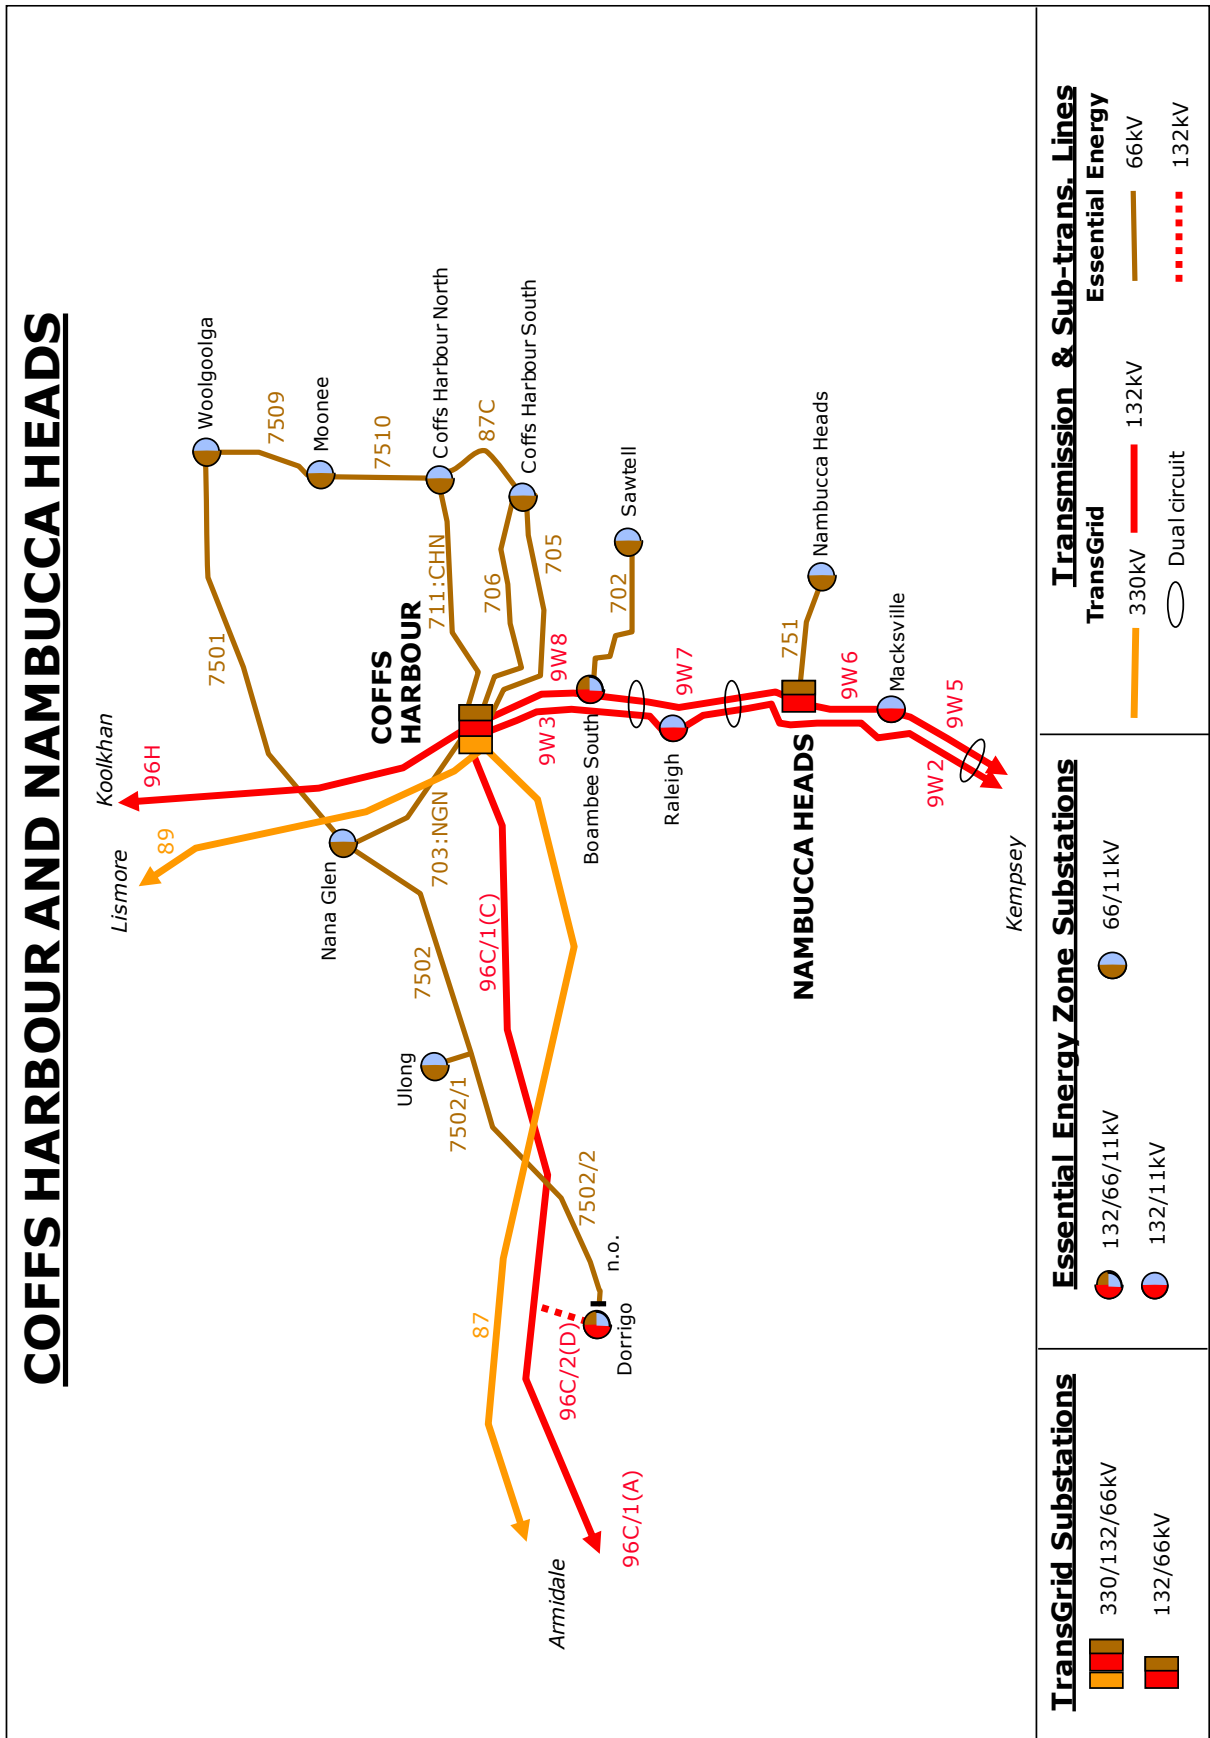 COFFS HARBOUR AND NAMBUCCA HEADS
Koolkhan
96H
Lismore
89
Woolgoolga
7509
Moonee
7510
Coffs Harbour North
87C
Coffs Harbour South
7501
711:CHN
706
705
COFFS
HARBOUR
Sawtell
702
Nana Glen
703:NGN
9W8
9W3
Boambee South
9W7
Raleigh
Nambucca Heads
751
NAMBUCCA HEADS
9W6
Macksville
9W5
9W2
Kempsey
7502
96C/1(C)
Ulong
7502/1
7502/2
n.o.
Dorrigo
87
96C/2(D)
96C/1(A)
Armidale
TransGrid Substations
330/132/66kV
132/66kV
Essential Energy Zone Substations
132/66/11kV
66/11kV
132/11kV
Transmission & Sub-trans. Lines
TransGrid
Essential Energy
330kV
132kV
66kV
Dual circuit
132kV